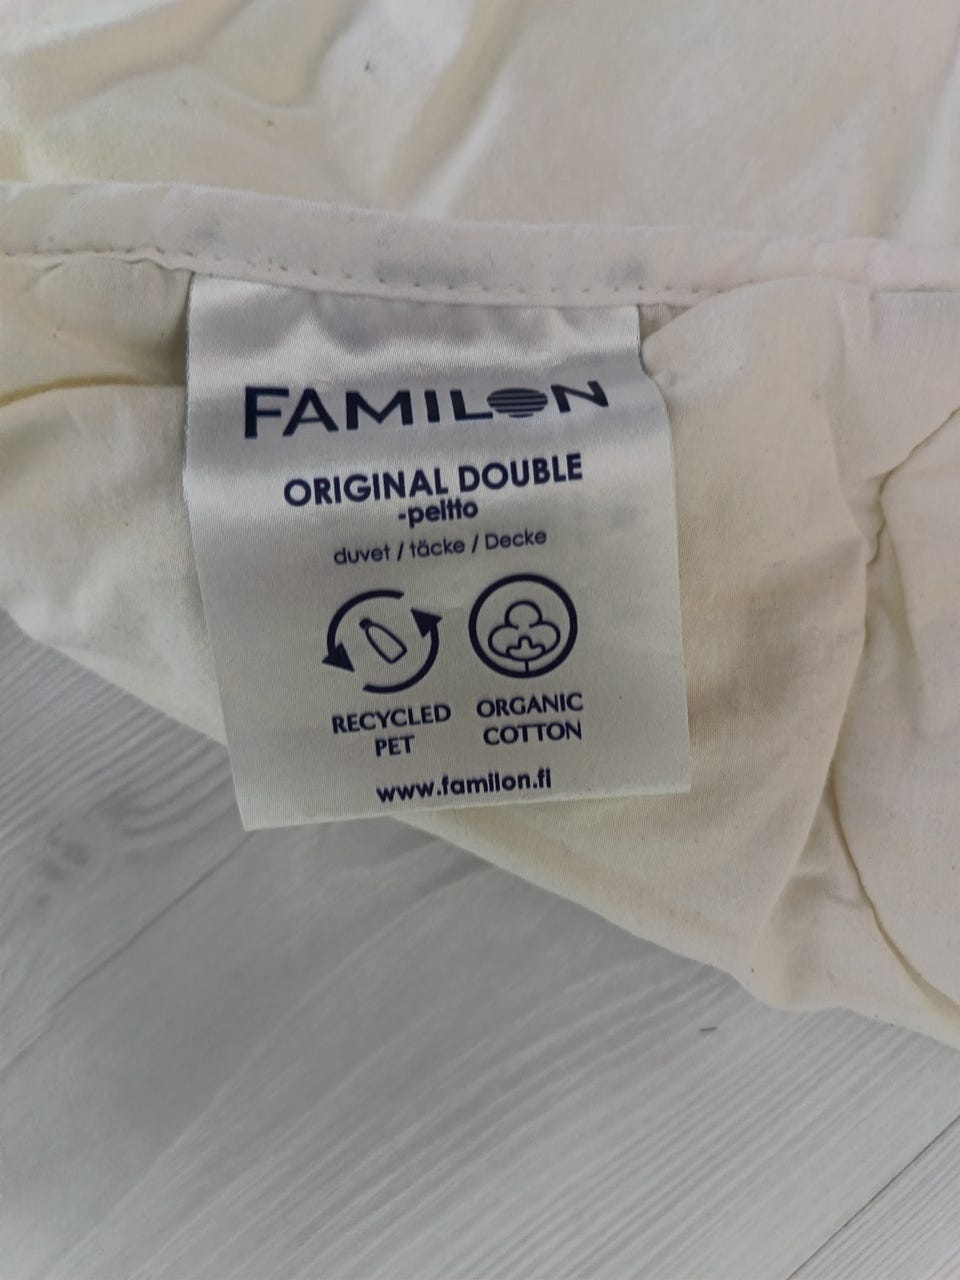 FAMILON
ORIGINAL DOUBLE
-peitto
duvet / täcke / Decke
RECYCLED
PET
ORGANIC
COTTON
www.familon.fi